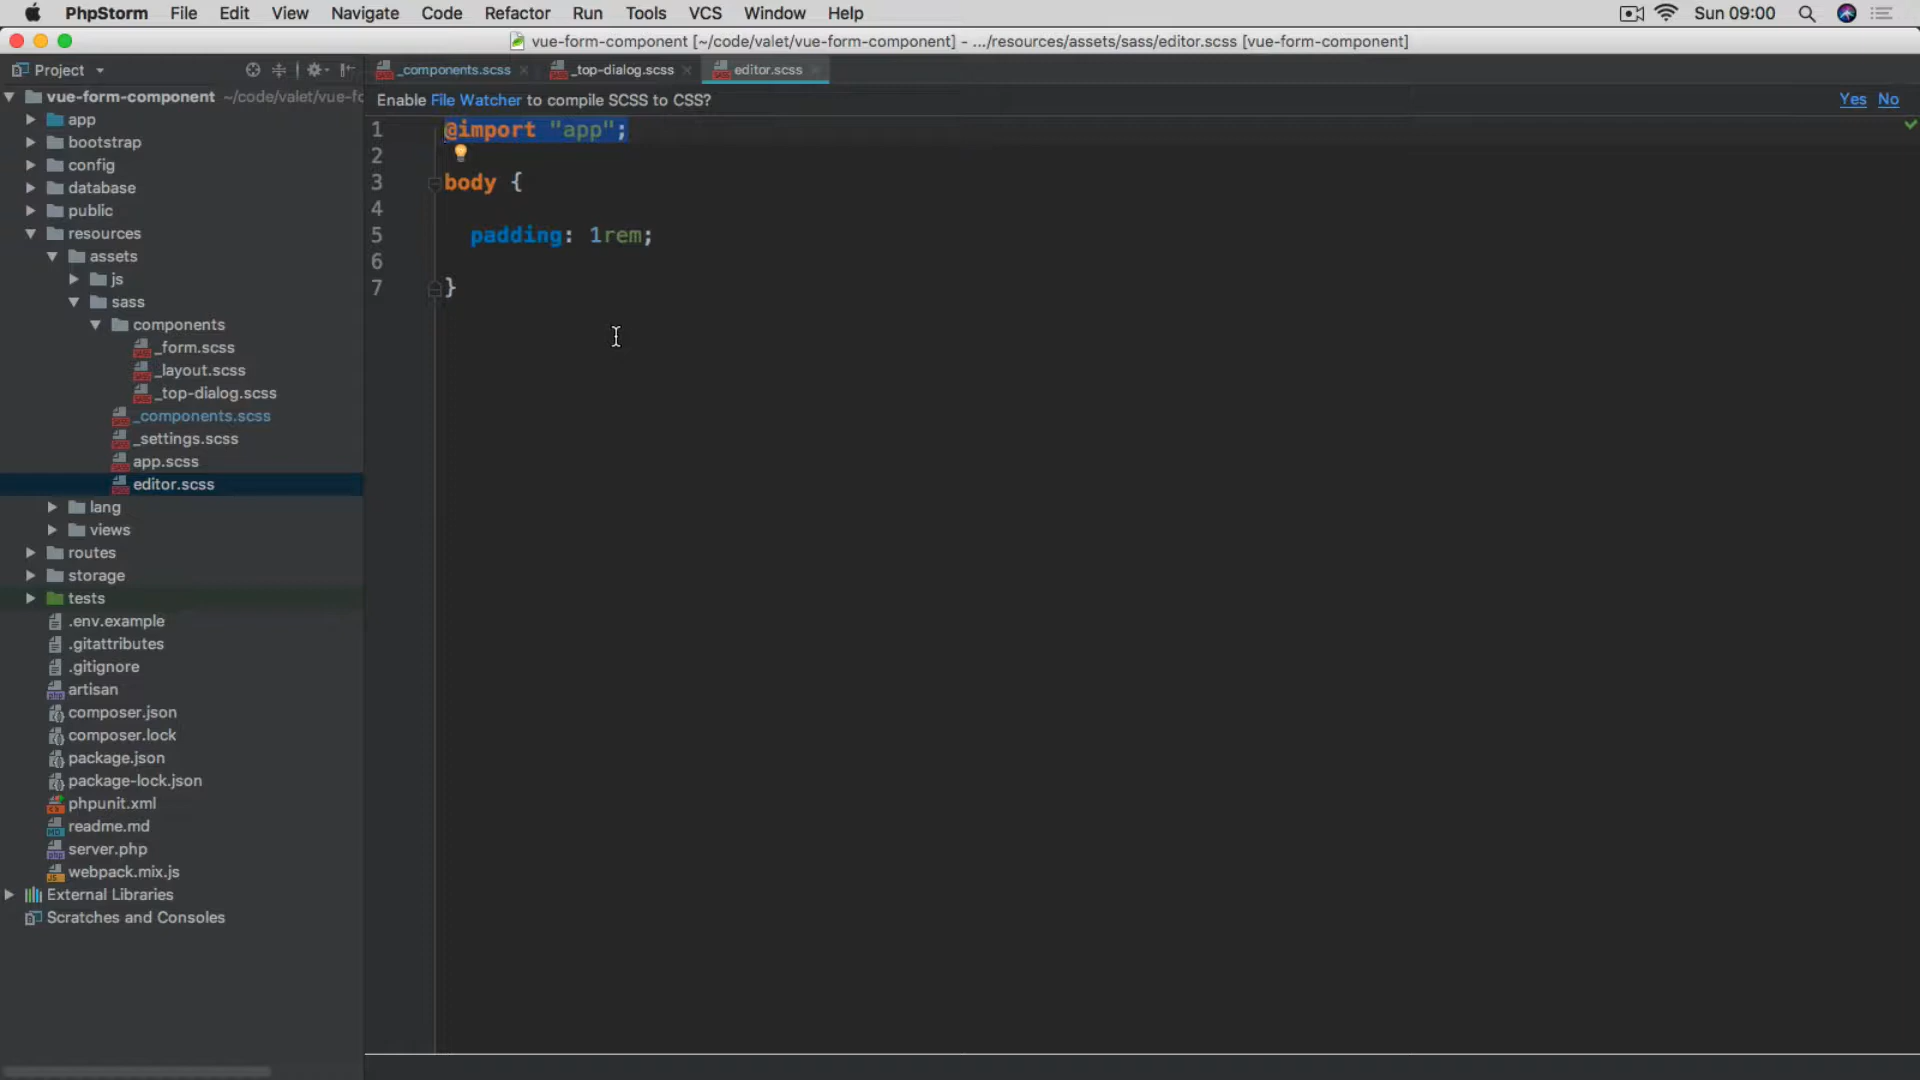 PhpStorm File Edit View Navigate Code Refactor Run Tools VCS Window Help Sun 09:00
vue-form-component [~/code/valet/vue-form-component] - .../resources/assets/sass/editor.scss [vue-form-component]
Project
_components.scss _top-dialog.scss editor.scss
vue-form-component ~/code/valet/vue-fo
Enable File Watcher to compile SCSS to CSS? Yes No
app
bootstrap
config
database
public
resources
assets
js
sass
components
_form.scss
_layout.scss
_top-dialog.scss
_components.scss
_settings.scss
app.scss
editor.scss
lang
views
routes
storage
tests
.env.example
.gitattributes
.gitignore
artisan
composer.json
composer.lock
package.json
package-lock.json
phpunit.xml
readme.md
server.php
webpack.mix.js
External Libraries
Scratches and Consoles
1 @import "app";
2
3 body {
4
5 padding: 1rem;
6
7 }